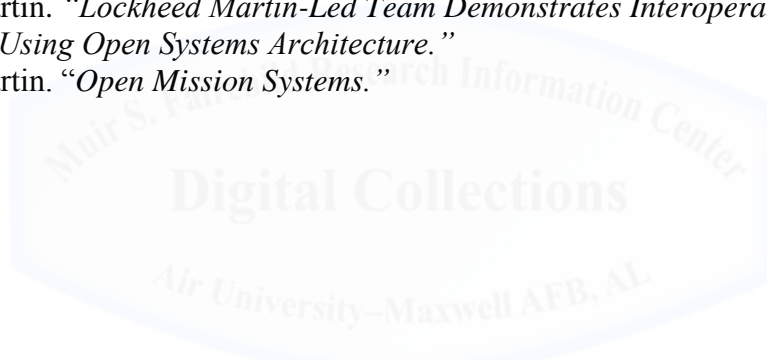 rtin. “Lockheed Martin-Led Team Demonstrates Interopera
Using Open Systems Architecture.”
rtin. “Open Mission Systems.”
Muir S. Fairchild Research Information Center
Digital Collections
Air University–Maxwell AFB, AL